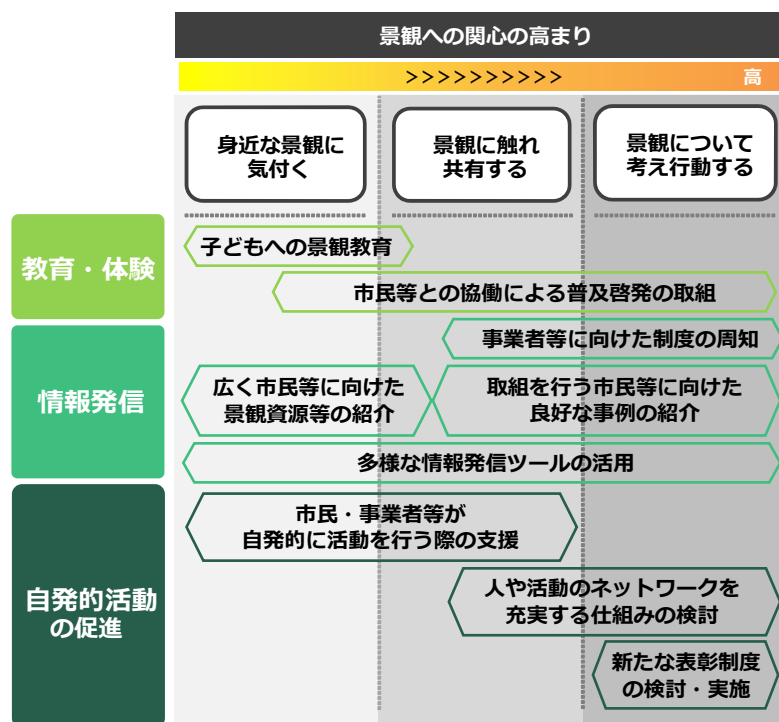 景観への関心の高まり
>>>>>>>>>> 高
身近な景観に
気付く
景観に触れ
共有する
景観について
考え行動する
教育・体験
子どもへの景観教育
市民等との協働による普及啓発の取組
情報発信
事業者等に向けた制度の周知
広く市民等に向けた
景観資源等の紹介
取組を行う市民等に向けた
良好な事例の紹介
多様な情報発信ツールの活用
自発的活動
の促進
市民・事業者等が
自発的に活動を行う際の支援
人や活動のネットワークを
充実する仕組みの検討
新たな表彰制度
の検討・実施